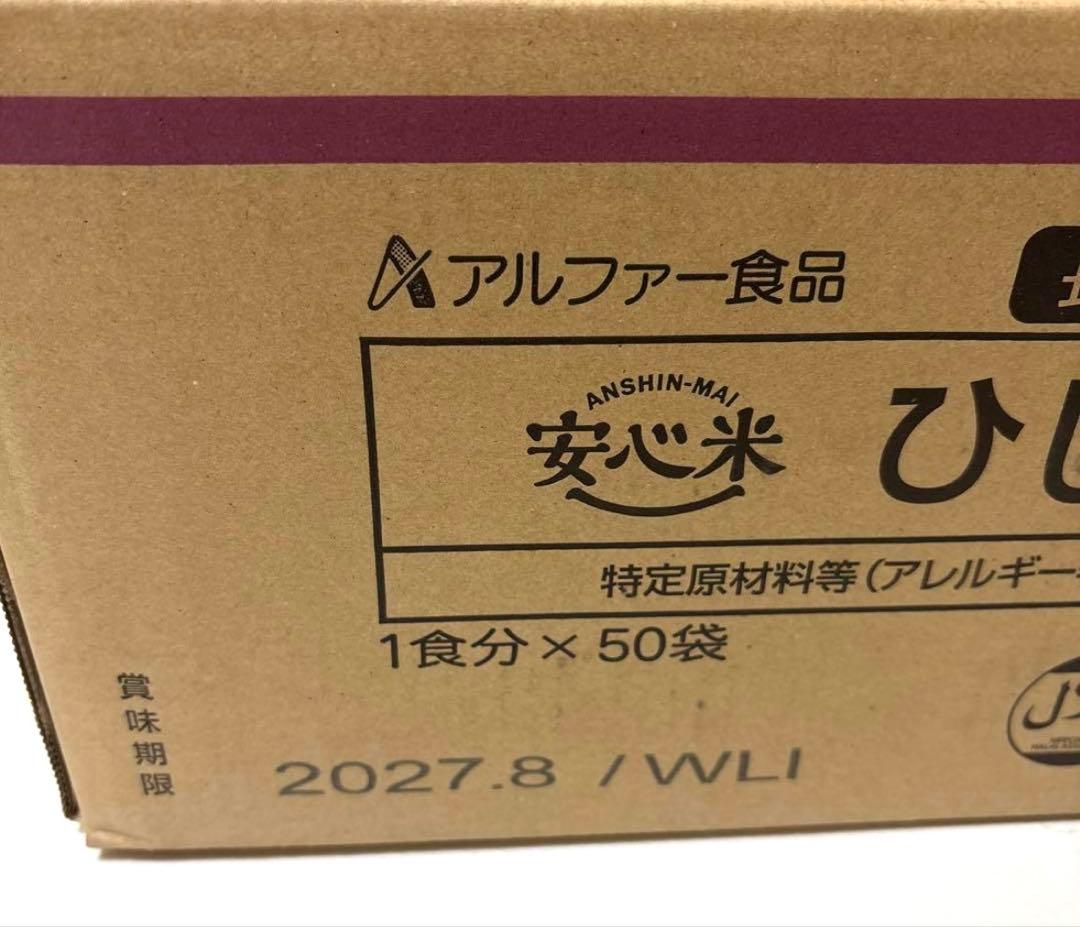 アルファー食品
ANSHIN-MAI
安心米
ひじ
特定原材料等(アレルギー
1食分×50袋
賞味期限
2027.8 /WLI